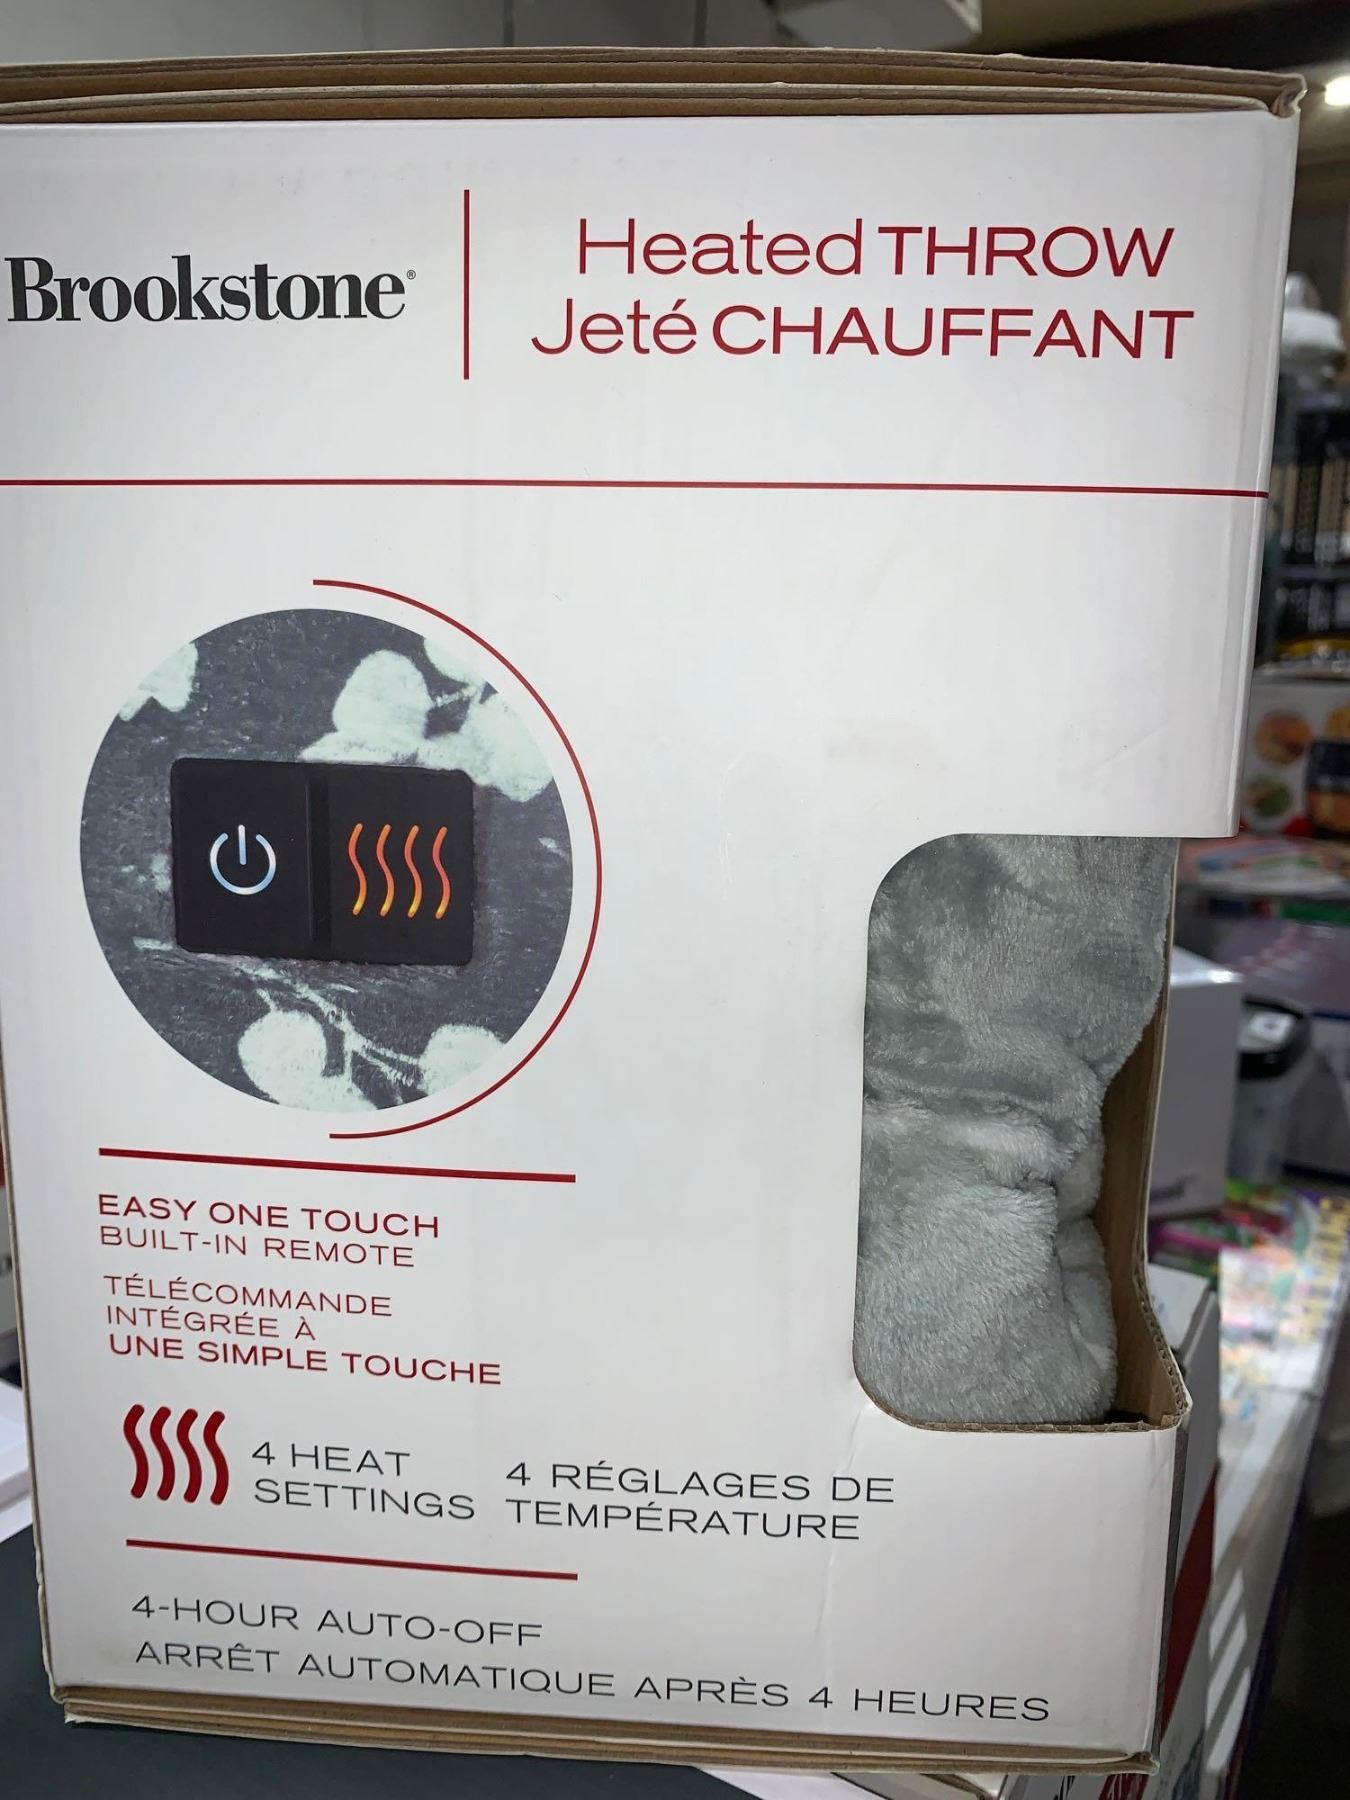 Brookstone®
Heated THROW
Jeté CHAUFFANT
EASY ONE TOUCH
BUILT-IN REMOTE
TÉLÉCOMMANDE
INTÉGRÉE À
UNE SIMPLE TOUCHE
4 HEAT
SETTINGS
4 RÉGLAGES DE
TEMPÉRATURE
4-HOUR AUTO-OFF
ARRÊT AUTOMATIQUE APRÈS 4 HEURES